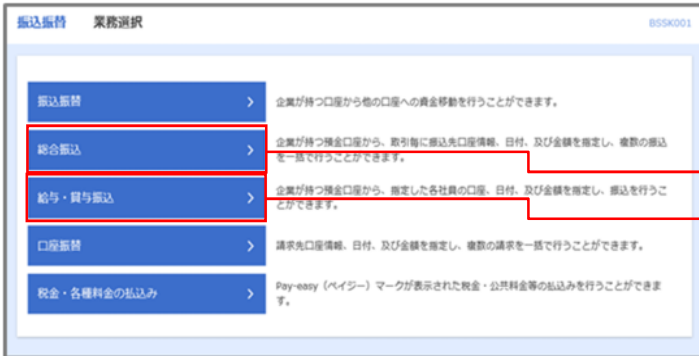 振込振替 業務選択 BSSK001
振込振替
企業が持つ口座から他の口座への資金移動を行うことができます。
総合振込
企業が持つ預金口座から、取引毎に振込先口座情報、日付、及び金額を指定し、複数の振込
を一括で行うことができます。
給与・賞与振込
企業が持つ預金口座から、指定した各社員の口座、日付、及び金額を指定し、振込を行うこ
とができます。
口座振替
請求先口座情報、日付、及び金額を指定し、複数の請求を一括で行うことができます。
税金・各種料金の払込み
Pay-easy（ペイジー）マークが表示された税金・公共料金等の払込みを行うことができま
す。